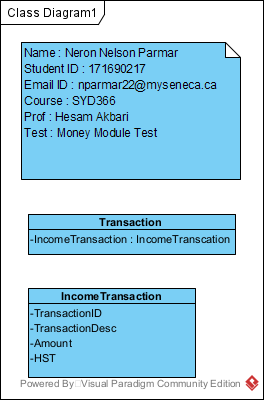 Class Diagram1
Name : Neron Nelson Parmar
Student ID : 171690217
Email ID : nparmar22@myseneca.ca
Course : SYD366
Prof : Hesam Akbari
Test : Money Module Test
Transaction
-IncomeTransaction : IncomeTranscation
IncomeTransaction
-TransactionID
-TransactionDesc
-Amount
-HST
Powered By Visual Paradigm Community Edition